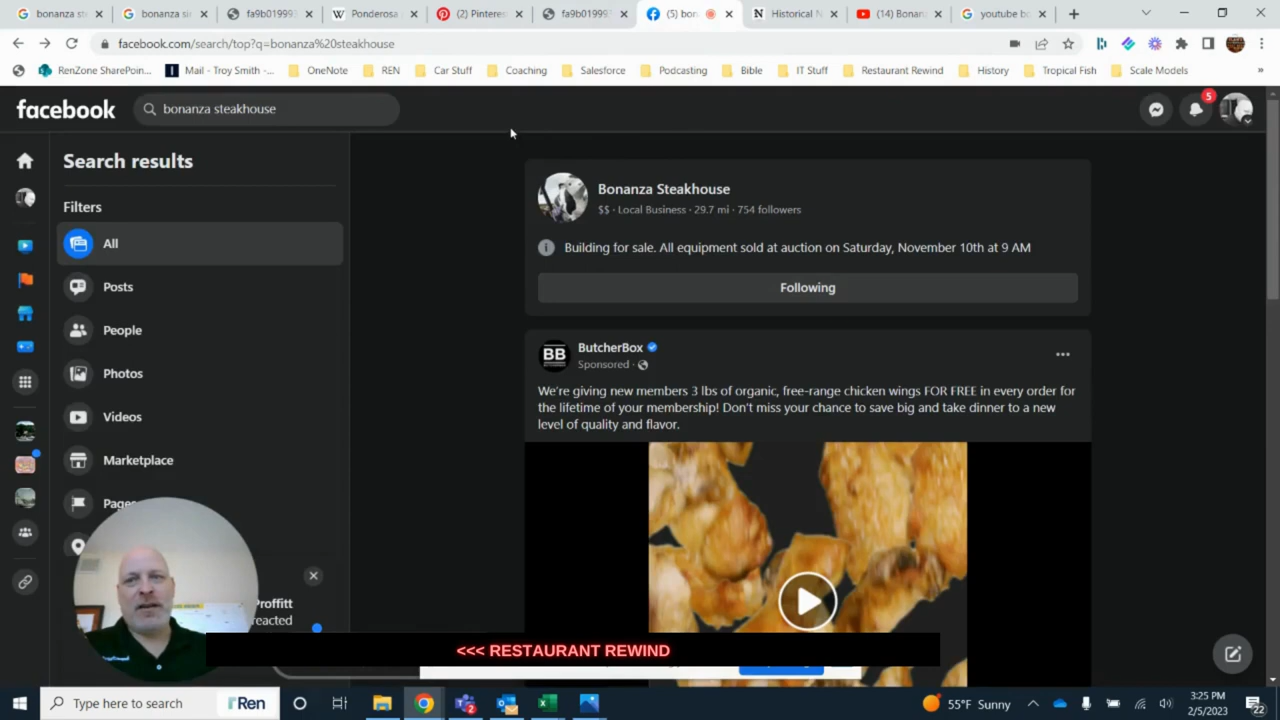 bonanza ste
bonanza sir
fa9b019993
Ponderosa
(2) Pinteres
fa9b019993
(5) bon
Historical N
(14) Bonan
youtube bo
facebook.com/search/top?q=bonanza%20steakhouse
RenZone SharePoin...
Mail - Troy Smith -...
OneNote
REN
Car Stuff
Coaching
Salesforce
Podcasting
Bible
IT Stuff
Restaurant Rewind
History
Tropical Fish
Scale Models
»
facebook
bonanza steakhouse
5
Search results
Filters
All
Posts
People
Photos
Videos
Marketplace
Pages
Bonanza Steakhouse
$$ · Local Business · 29.7 mi · 754 followers
Building for sale. All equipment sold at auction on Saturday, November 10th at 9 AM
Following
BB
ButcherBox
Sponsored ·
We're giving new members 3 lbs of organic, free-range chicken wings FOR FREE in every order for
the lifetime of your membership! Don't miss your chance to save big and take dinner to a new
level of quality and flavor.
Proffitt
reacted
<<< RESTAURANT REWIND
Type here to search
Ren
55°F Sunny
3:25 PM
2/5/2023
22